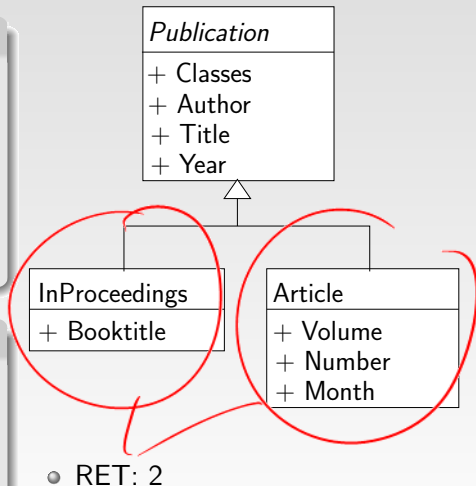 Publication
+ Classes
+ Author
+ Title
+ Year
InProceedings
+ Booktitle
Article
+ Volume
+ Number
+ Month
RET: 2